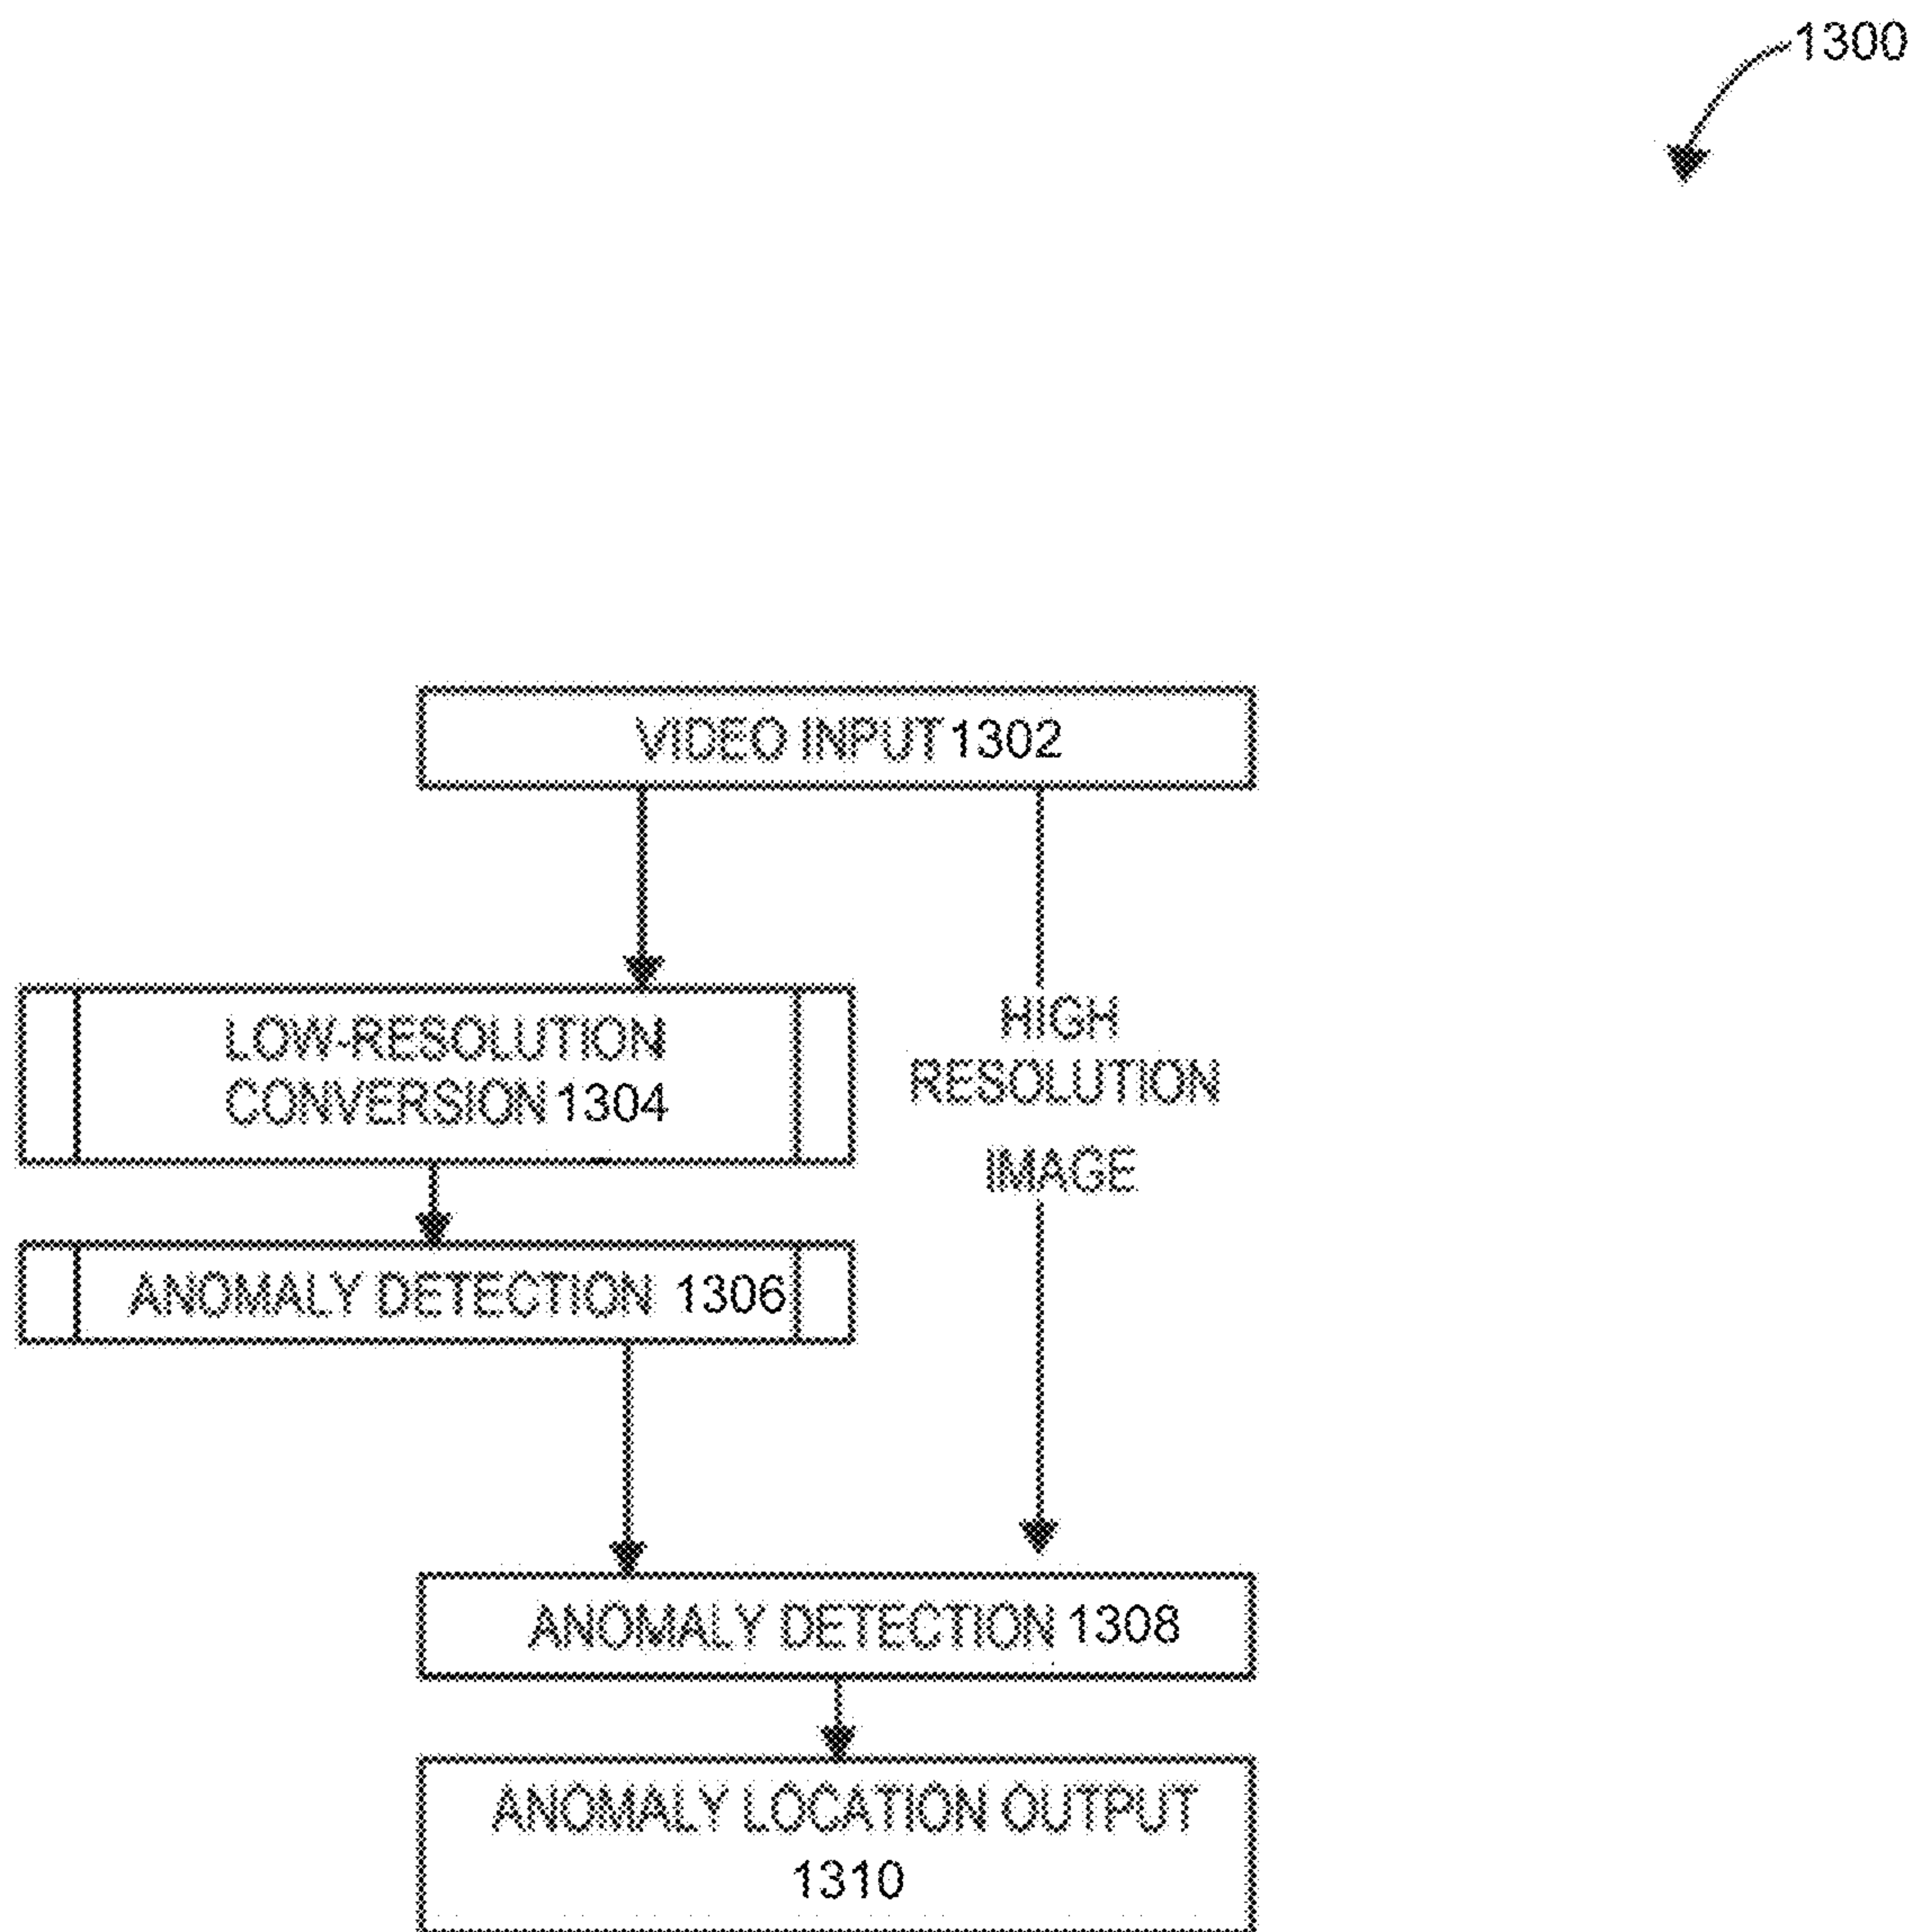 1300
VIDEO INPUT 1302
LOW-RESOLUTION
CONVERSION 1304
HIGH
RESOLUTION
IMAGE
ANOMALY DETECTION 1306
ANOMALY DETECTION 1308
ANOMALY LOCATION OUTPUT
1310